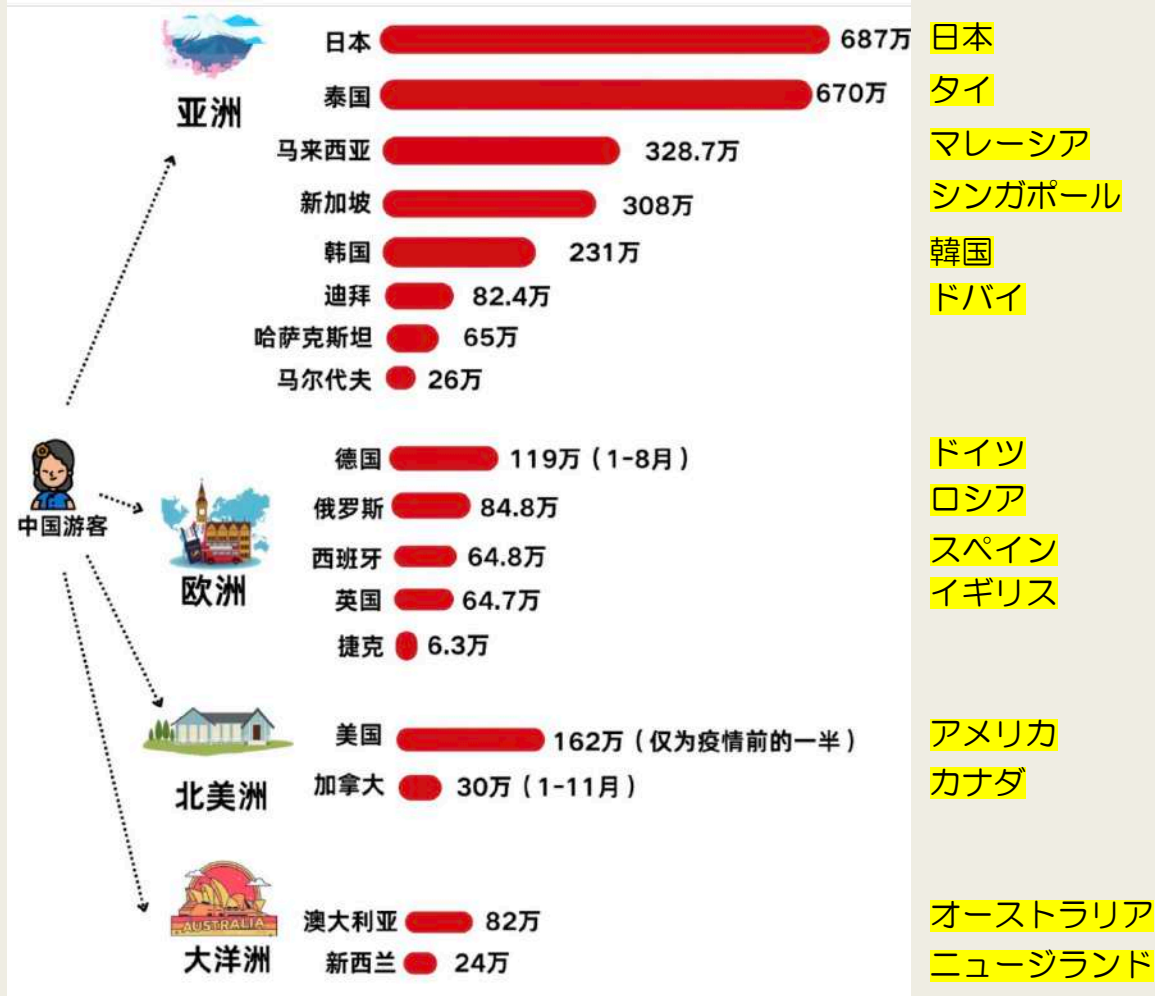 日本 687万 日本
泰国 670万 タイ
亚洲
马来西亚 328.7万 マレーシア
新加坡 308万 シンガポール
韩国 231万 韓国
迪拜 82.4万 ドバイ
哈萨克斯坦 65万
马尔代夫 26万
中国游客
德国 119万（1-8月） ドイツ
俄罗斯 84.8万 ロシア
西班牙 64.8万 スペイン
欧洲
英国 64.7万 イギリス
捷克 6.3万
美国 162万（仅为疫情前的一半） アメリカ
北美洲
加拿大 30万（1-11月） カナダ
AUSTRALIA
澳大利亚 82万 オーストラリア
大洋洲
新西兰 24万 ニュージランド